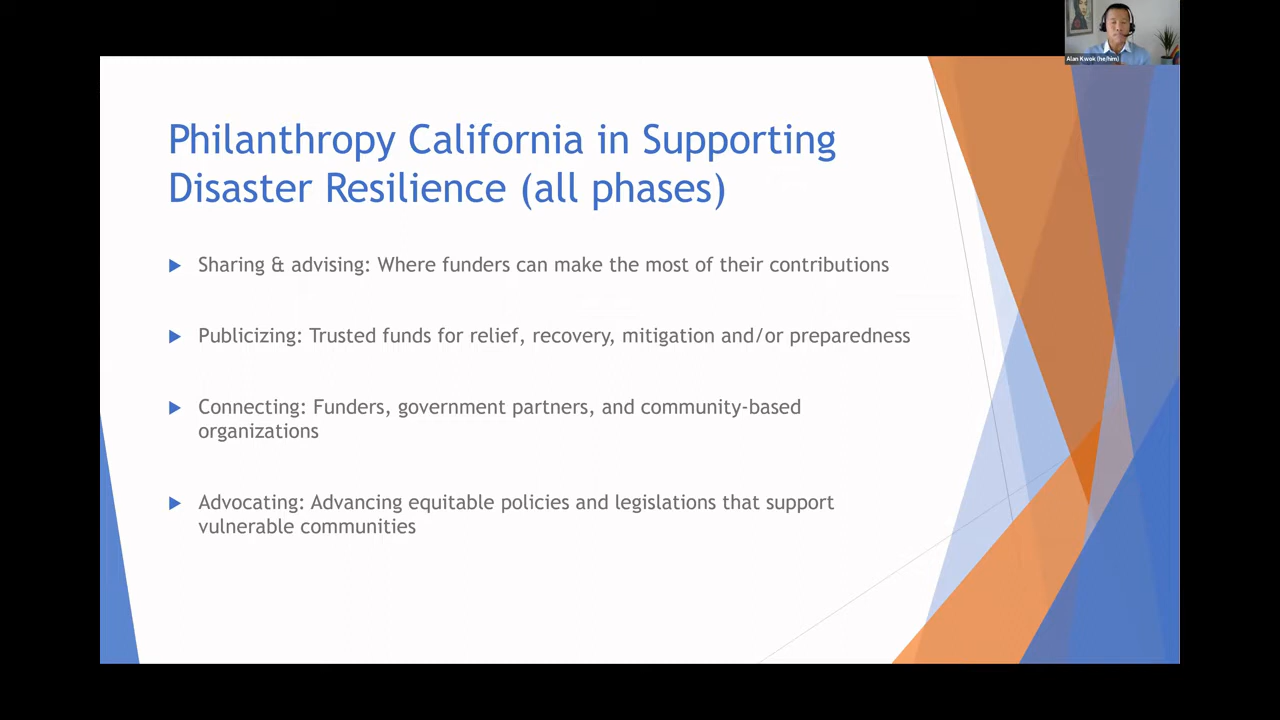 Alan Kwok (he/him)
Philanthropy California in Supporting
Disaster Resilience (all phases)
Sharing & advising: Where funders can make the most of their contributions
Publicizing: Trusted funds for relief, recovery, mitigation and/or preparedness
Connecting: Funders, government partners, and community-based
organizations
Advocating: Advancing equitable policies and legislations that support
vulnerable communities